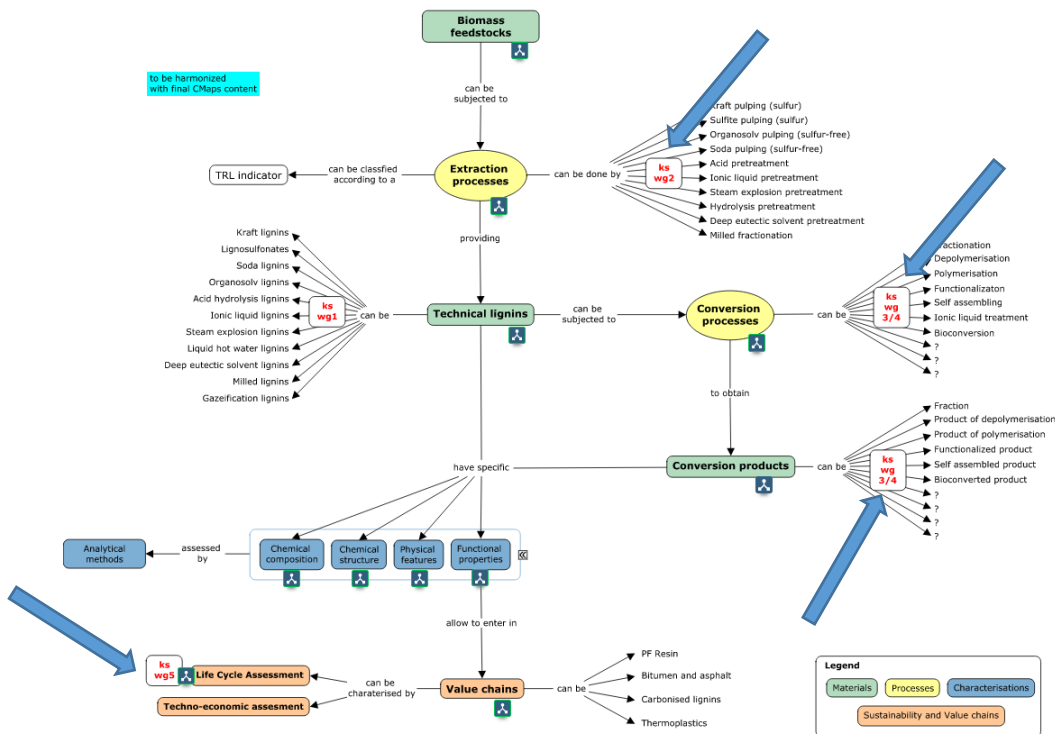 Biomass
feedstocks
to be harmonized
with final CMaps content
can be
subjected to
Kraft pulping (sulfur)
Sulfite pulping (sulfur)
Organosolv pulping (sulfur-free)
Soda pulping (sulfur-free)
Acid pretreatment
Ionic liquid pretreatment
Steam explosion pretreatment
Hydrolysis pretreatment
Deep eutectic solvent pretreatment
Milled fractionation
ks
wg2
can be done by
Extraction
processes
can be classfied
according to a
TRL indicator
providing
Kraft lignins
Lignosulfonates
Soda lignins
Organosolv lignins
Acid hydrolysis lignins
Ionic liquid lignins
Steam explosion lignins
Liquid hot water lignins
Deep eutectic solvent lignins
Milled lignins
Gazeification lignins
ks
wg1
can be
Technical lignins
can be
subjected to
Conversion
processes
can be
ks
wg
3/4
Fractionation
Depolymerisation
Polymerisation
Functionalizaton
Self assembling
Ionic liquid treatment
Bioconversion
?
?
?
to obtain
Conversion products
can be
ks
wg
3/4
Fraction
Product of depolymerisation
Product of polymerisation
Functionalized product
Self assembled product
Bioconverted product
?
?
?
?
have specific
Chemical
composition
Chemical
structure
Physical
features
Functional
properties
assessed
by
Analytical
methods
allow to enter in
ks
wg5
Life Cycle Assessment
Techno-economic assesment
can be
charaterised by
Value chains
can be
PF Resin
Bitumen and asphalt
Carbonised lignins
Thermoplastics
Legend
Materials
Processes
Characterisations
Sustainability and Value chains